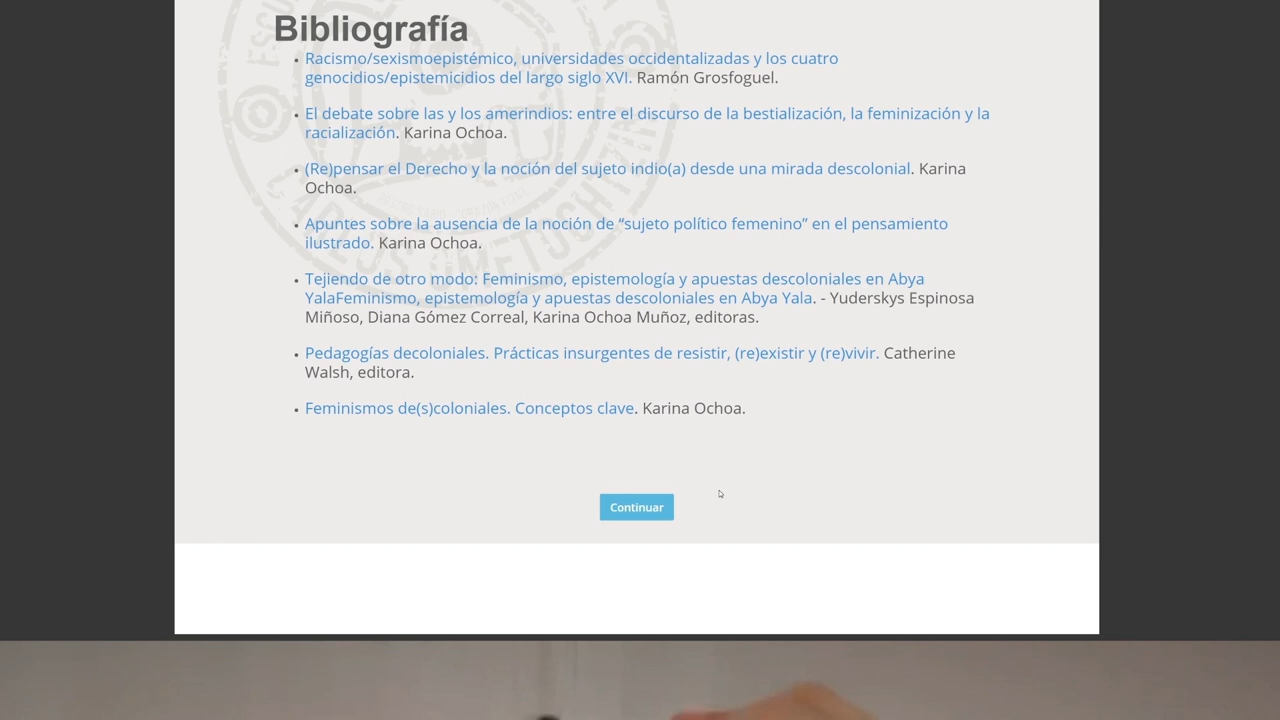 Bibliografía
Racismo/sexismoepistémico, universidades occidentalizadas y los cuatro
genocidios/epistemicidios del largo siglo XVI. Ramón Grosfoguel.
El debate sobre las y los amerindios: entre el discurso de la bestialización, la feminización y la
racialización. Karina Ochoa.
(Re)pensar el Derecho y la noción del sujeto indio(a) desde una mirada descolonial. Karina
Ochoa.
Apuntes sobre la ausencia de la noción de “sujeto político femenino” en el pensamiento
ilustrado. Karina Ochoa.
Tejiendo de otro modo: Feminismo, epistemología y apuestas descoloniales en Abya
YalaFeminismo, epistemología y apuestas descoloniales en Abya Yala. - Yuderskys Espinosa
Miñoso, Diana Gómez Correal, Karina Ochoa Muñoz, editoras.
Pedagogías decoloniales. Prácticas insurgentes de resistir, (re)existir y (re)vivir. Catherine
Walsh, editora.
Feminismos de(s)coloniales. Conceptos clave. Karina Ochoa.
Continuar